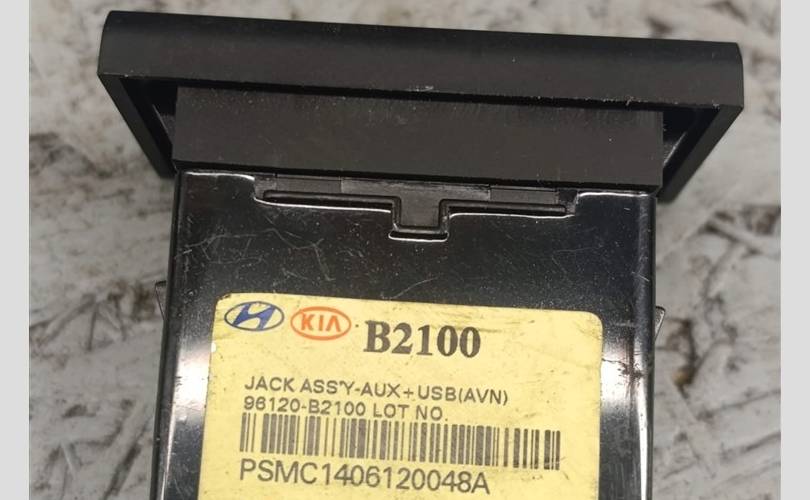 KIA B2100
JACK ASS'Y-AUX+USB(AVN)
96120-B2100 LOT NO.
PSMC1406120048A